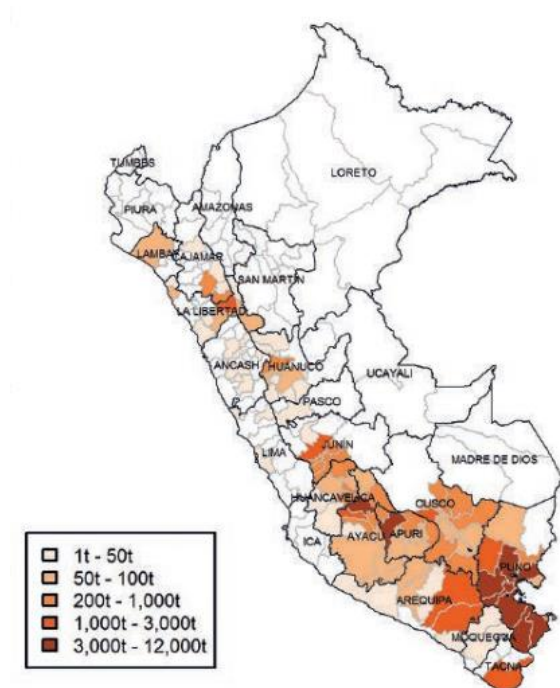 LORETO
TUMBES
PIURA
AMAZONAS
LAMBA
CAJAMAR
SAN MARTIN
LA LIBERTAD
ANCASH
HUANUCO
UCAYALI
PASCO
JUNIN
LIMA
MADRE DE DIOS
HUANCAVELICA
CUSCO
ICA
AYACU
APURI
PUNO
AREQUIPA
MOQUEGUA
TACNA
1t - 50t
50t - 100t
200t - 1,000t
1,000t - 3,000t
3,000t - 12,000t